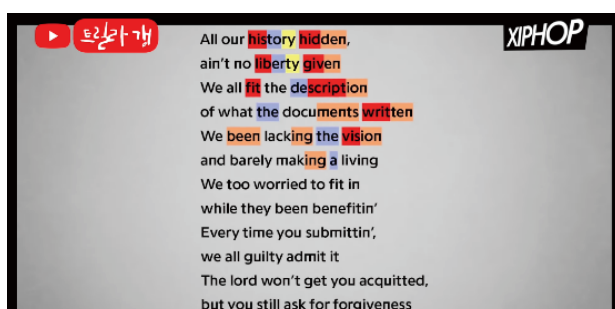 트릴라걔
XIPHOP
All our history hidden,
ain't no liberty given
We all fit the description
of what the documents written
We been lacking the vision
and barely making a living
We too worried to fit in
while they been benefitin'
Every time you submittin',
we all guilty admit it
The lord won't get you acquitted,
but you still ask for forgiveness